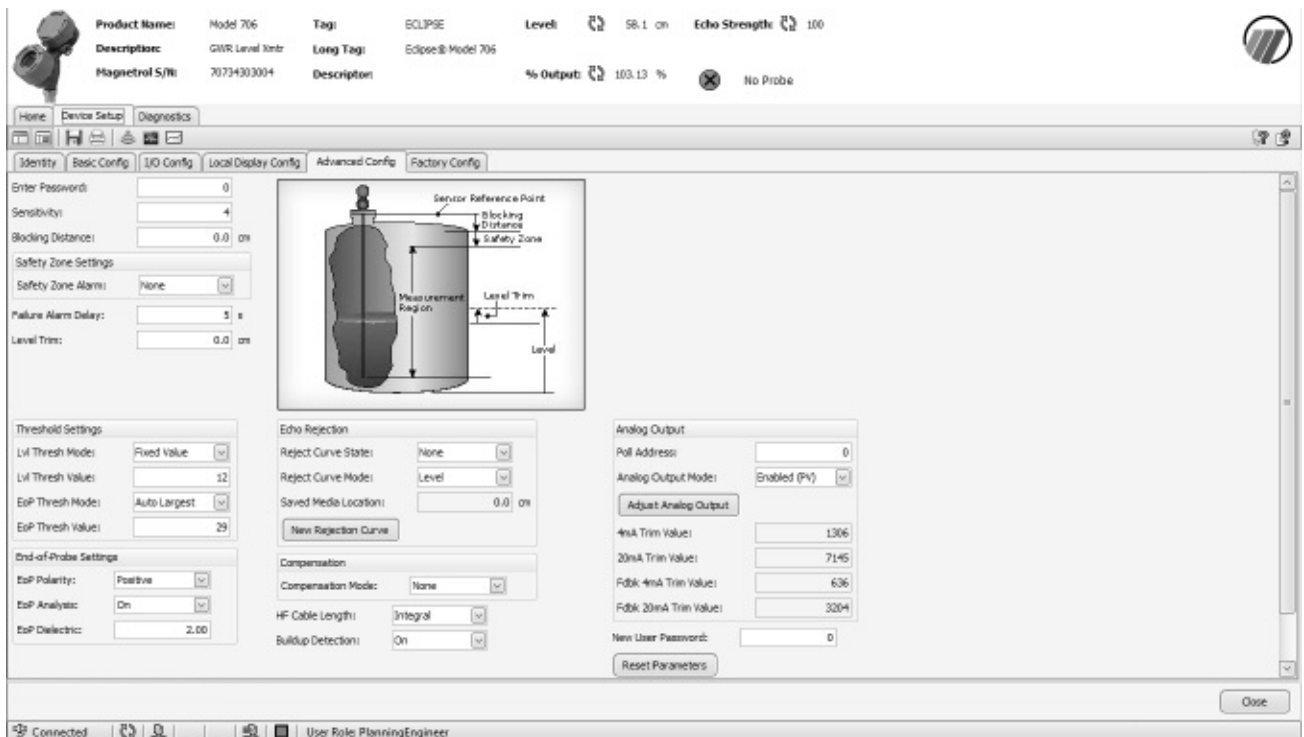 Product Name: Model 706 Tag: ECLIPSE Level: 58.1 cm Echo Strength: 100
Description: GWR Level Xmtr Long Tag: Eclipse® Model 706
Magnetrol S/N: 70734303004 Descriptor: % Output: 103.13 % No Probe
Home Device Setup Diagnostics
Identity Basic Config I/O Config Local Display Config Advanced Config Factory Config
Enter Password: 0
Sensitivity: 4
Blocking Distance: 0.0 cm
Safety Zone Settings
Safety Zone Alarm: None
Failure Alarm Delay: 5 s
Level Trim: 0.0 cm
Sensor Reference Point
Blocking
Distance
Safety Zone
Measurement
Region
Level Trim
Level
Threshold Settings
Lvl Thresh Mode: Fixed Value
Lvl Thresh Value: 12
EoP Thresh Mode: Auto Largest
EoP Thresh Value: 29
End-of-Probe Settings
EoP Polarity: Positive
EoP Analysis: On
EoP Dielectric: 2.00
Echo Rejection
Reject Curve State: None
Reject Curve Mode: Level
Saved Media Location: 0.0 cm
New Rejection Curve
Compensation
Compensation Mode: None
HF Cable Length: Integral
Buildup Detection: On
Analog Output
Poll Address: 0
Analog Output Mode: Enabled (PV)
Adjust Analog Output
4mA Trim Value: 1306
20mA Trim Value: 7145
Fdbk 4mA Trim Value: 636
Fdbk 20mA Trim Value: 3204
New User Password: 0
Reset Parameters
Close
Connected User Role: PlanningEngineer